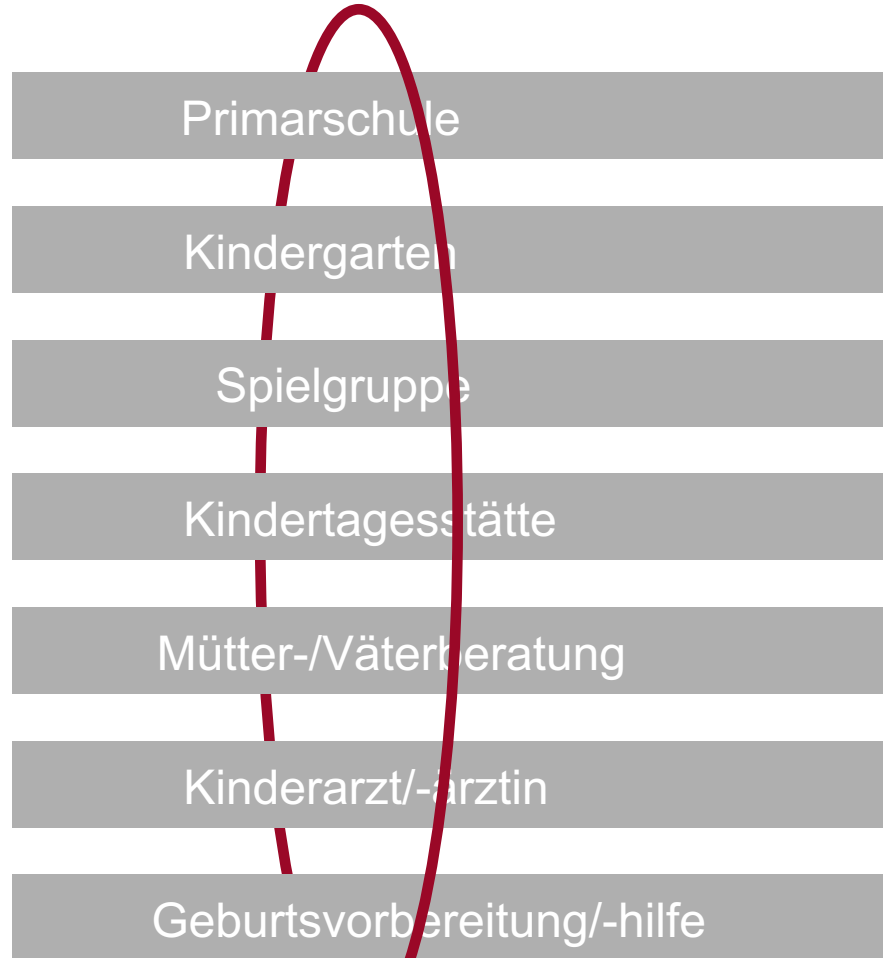 Primarschule
Kindergarten
Spielgruppe
Kindertagesstätte
Mütter-/Väterberatung
Kinderarzt/-ärztin
Geburtsvorbereitung/-hilfe